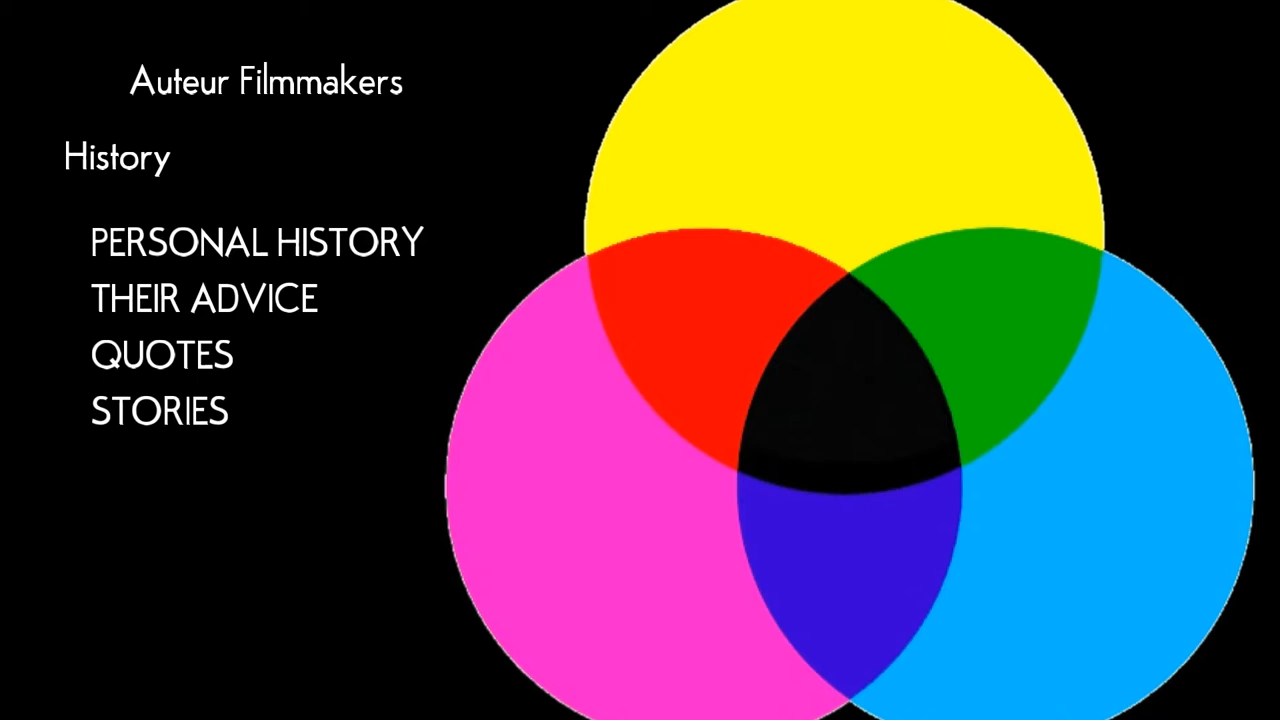 Auteur Filmmakers
History
PERSONAL HISTORY
THEIR ADVICE
QUOTES
STORIES